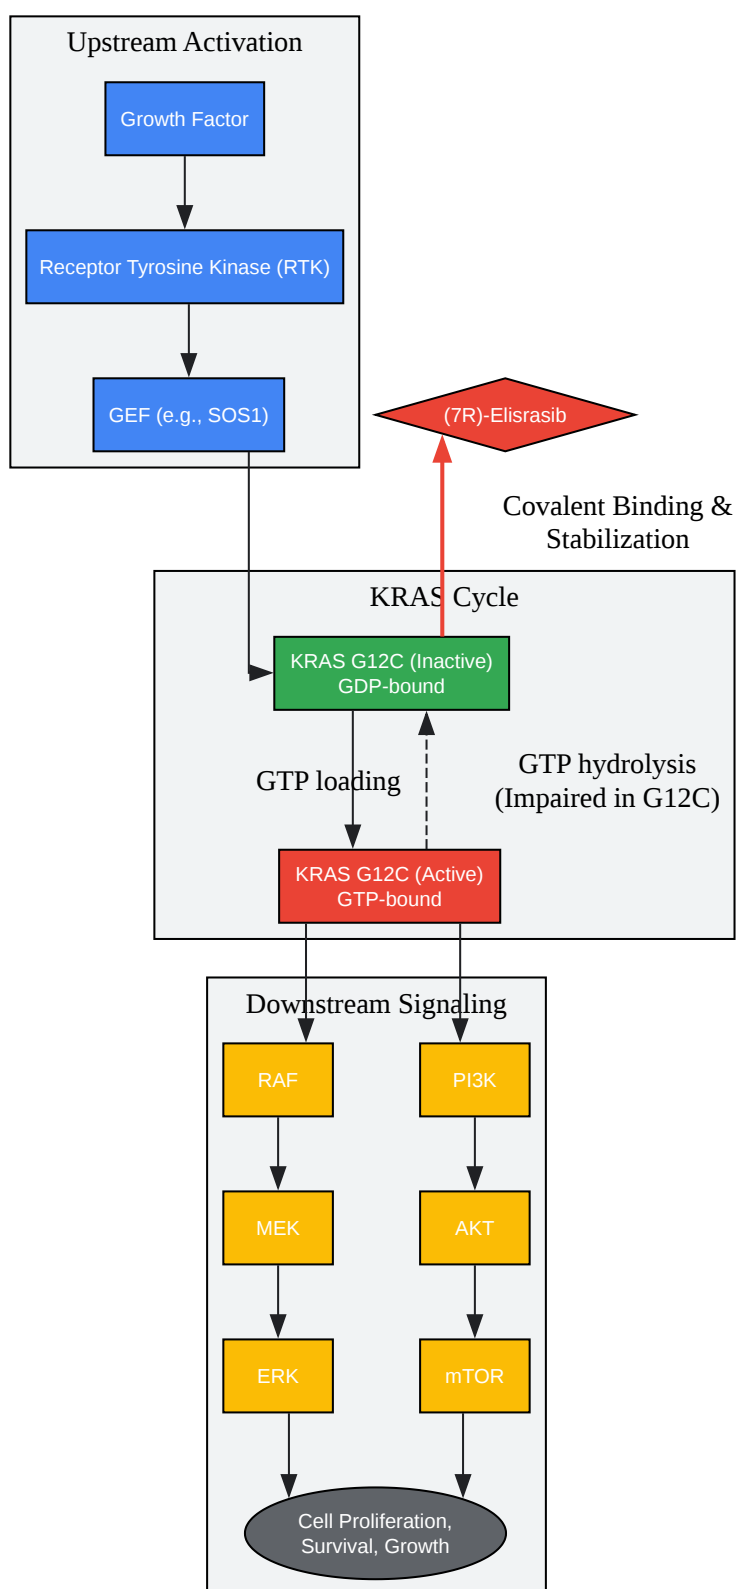 Upstream Activation
Growth Factor
Receptor Tyrosine Kinase (RTK)
GEF (e.g., SOS1)
(7R)-Elisrasib
Covalent Binding &
Stabilization
KRAS Cycle
KRAS G12C (Inactive)
GDP-bound
GTP loading
GTP hydrolysis
(Impaired in G12C)
KRAS G12C (Active)
GTP-bound
Downstream Signaling
RAF
PI3K
MEK
AKT
ERK
mTOR
Cell Proliferation,
Survival, Growth